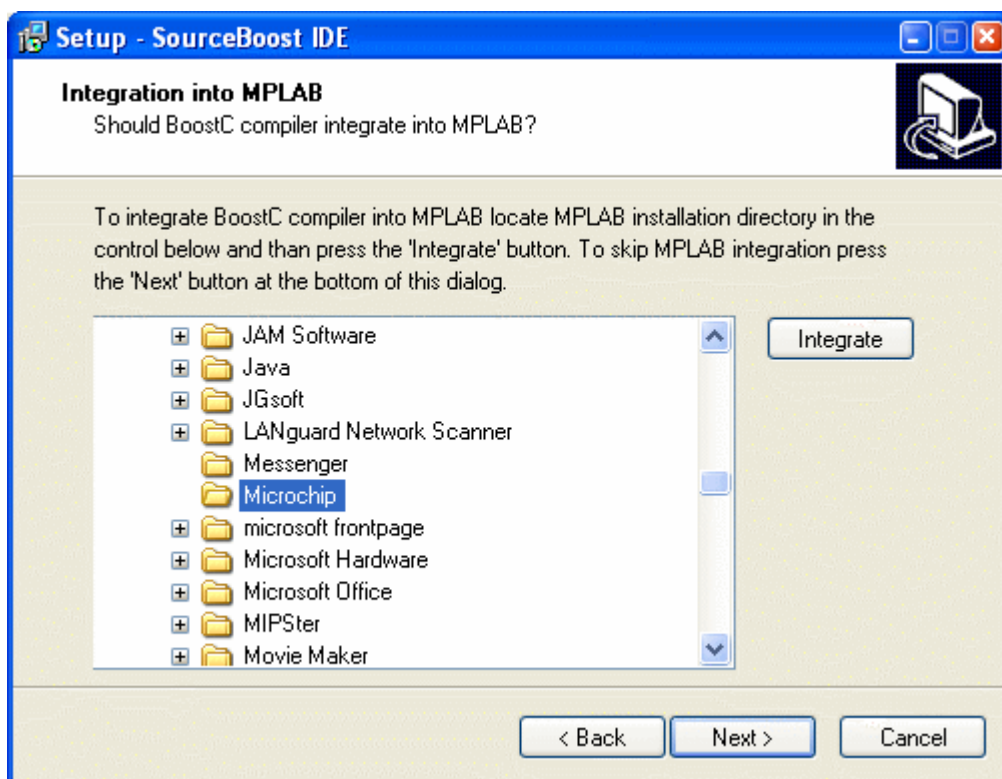 Setup - SourceBoost IDE
Integration into MPLAB
Should BoostC compiler integrate into MPLAB?
To integrate BoostC compiler into MPLAB locate MPLAB installation directory in the
control below and than press the 'Integrate' button. To skip MPLAB integration press
the 'Next' button at the bottom of this dialog.
JAM Software
Java
JGsoft
LANguard Network Scanner
Messenger
Microchip
microsoft frontpage
Microsoft Hardware
Microsoft Office
MIPSter
Movie Maker
Integrate
< Back
Next >
Cancel